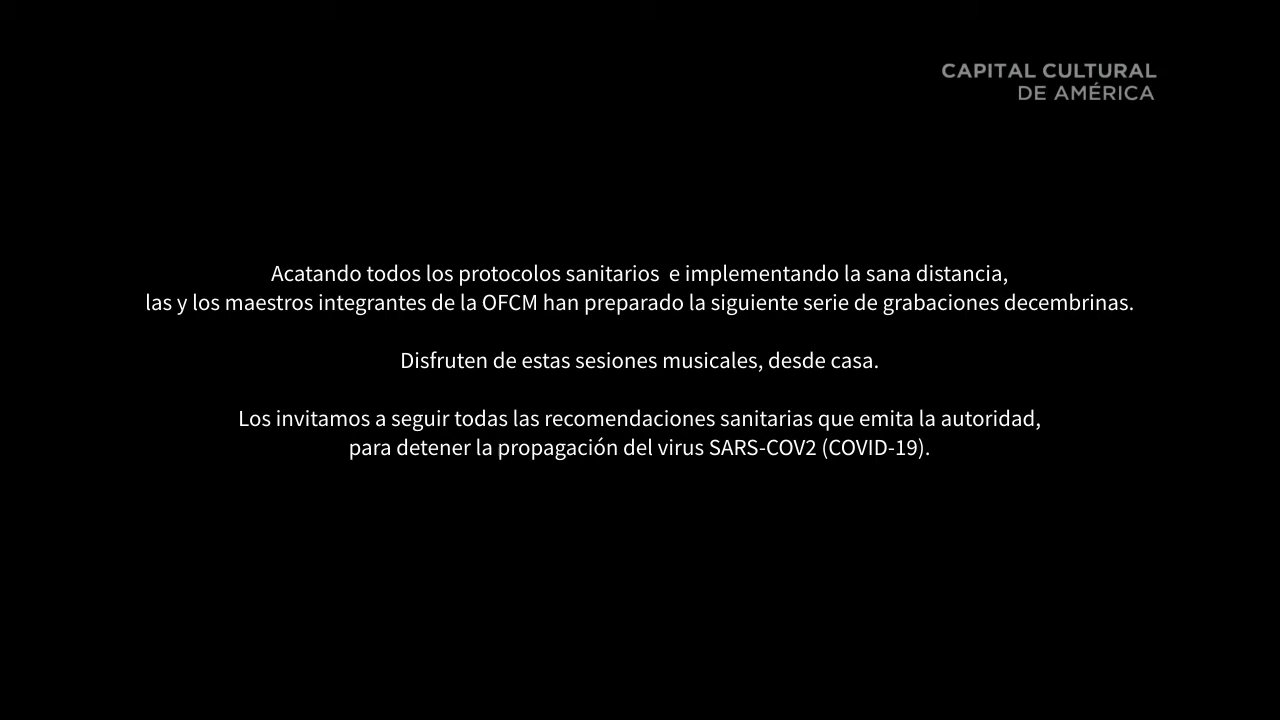 CAPITAL CULTURAL
DE AMÉRICA
Acatando todos los protocolos sanitarios  e implementando la sana distancia,
las y los maestros integrantes de la OFCM han preparado la siguiente serie de grabaciones decembrinas.
Disfruten de estas sesiones musicales, desde casa.
Los invitamos a seguir todas las recomendaciones sanitarias que emita la autoridad,
para detener la propagación del virus SARS-COV2 (COVID-19).